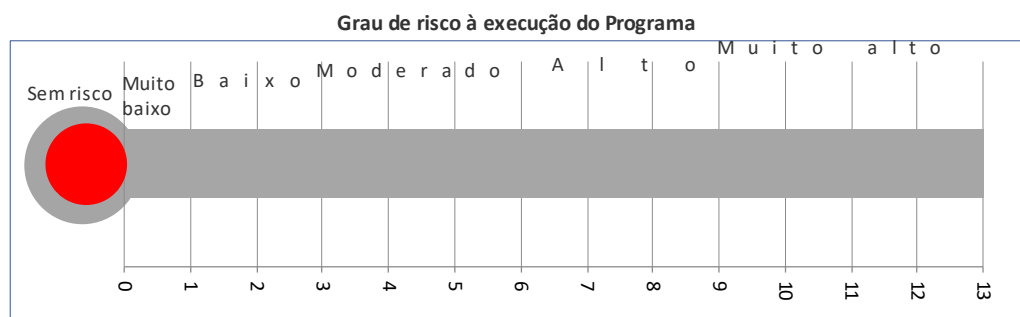 Grau de risco à execução do Programa
Sem risco
Muito baixo
Baixo
Moderado
Alto
Muito alto
0 1 2 3 4 5 6 7 8 9 10 11 12 13